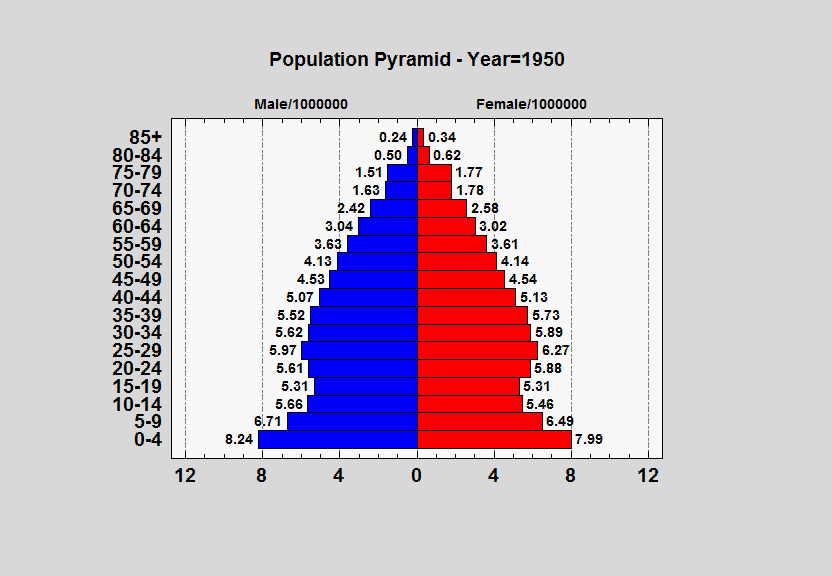 Population Pyramid - Year=1950
Male/1000000 Female/1000000
85+ 0.24 0.34
80-84 0.50 0.62
75-79 1.51 1.77
70-74 1.63 1.78
65-69 2.42 2.58
60-64 3.04 3.02
55-59 3.63 3.61
50-54 4.13 4.14
45-49 4.53 4.54
40-44 5.07 5.13
35-39 5.52 5.73
30-34 5.62 5.89
25-29 5.97 6.27
20-24 5.61 5.88
15-19 5.31 5.31
10-14 5.66 5.46
5-9 6.71 6.49
0-4 8.24 7.99
12 8 4 0 4 8 12